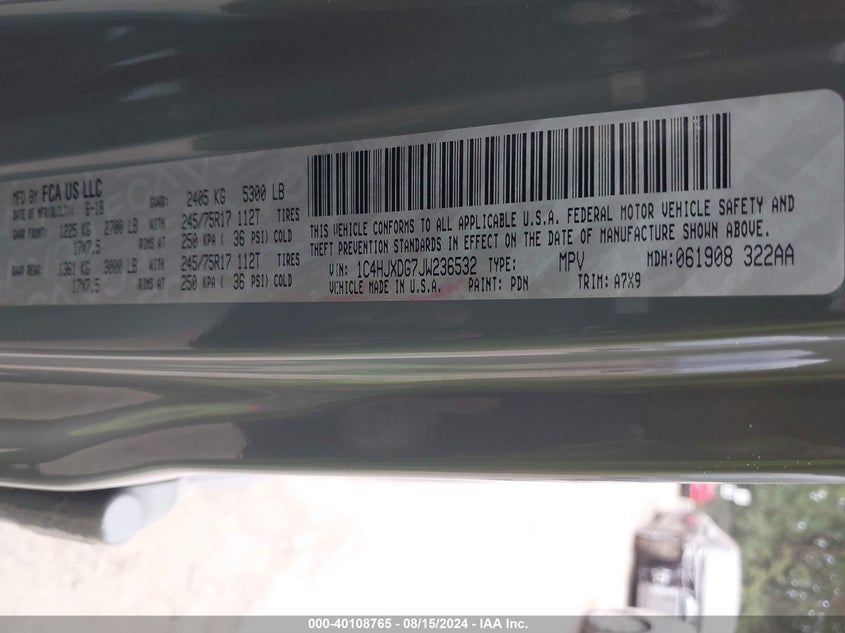 MFD BY FCA US LLC
DATE OF MFR(BUILT): 6-18 GVWR: 2405 KG 5300 LB
GAWR FRONT: 1225 KG 2700 LB WITH 245/75R17 112T TIRES
17X7.5 RIMS AT 250 KPA ( 36 PSI) COLD
GAWR REAR: 1361 KG 3000 LB WITH 245/75R17 112T TIRES
17X7.5 RIMS AT 250 KPA ( 36 PSI) COLD
THIS VEHICLE CONFORMS TO ALL APPLICABLE U.S.A. FEDERAL MOTOR VEHICLE SAFETY AND
THEFT PREVENTION STANDARDS IN EFFECT ON THE DATE OF MANUFACTURE SHOWN ABOVE.
VIN: 1C4HJXDG7JW236532 TYPE: MPV MDH: 061908 322AA
VEHICLE MADE IN U.S.A. PAINT: PDN TRIM: A7X9
000-40108765 - 08/15/2024 - IAA Inc.